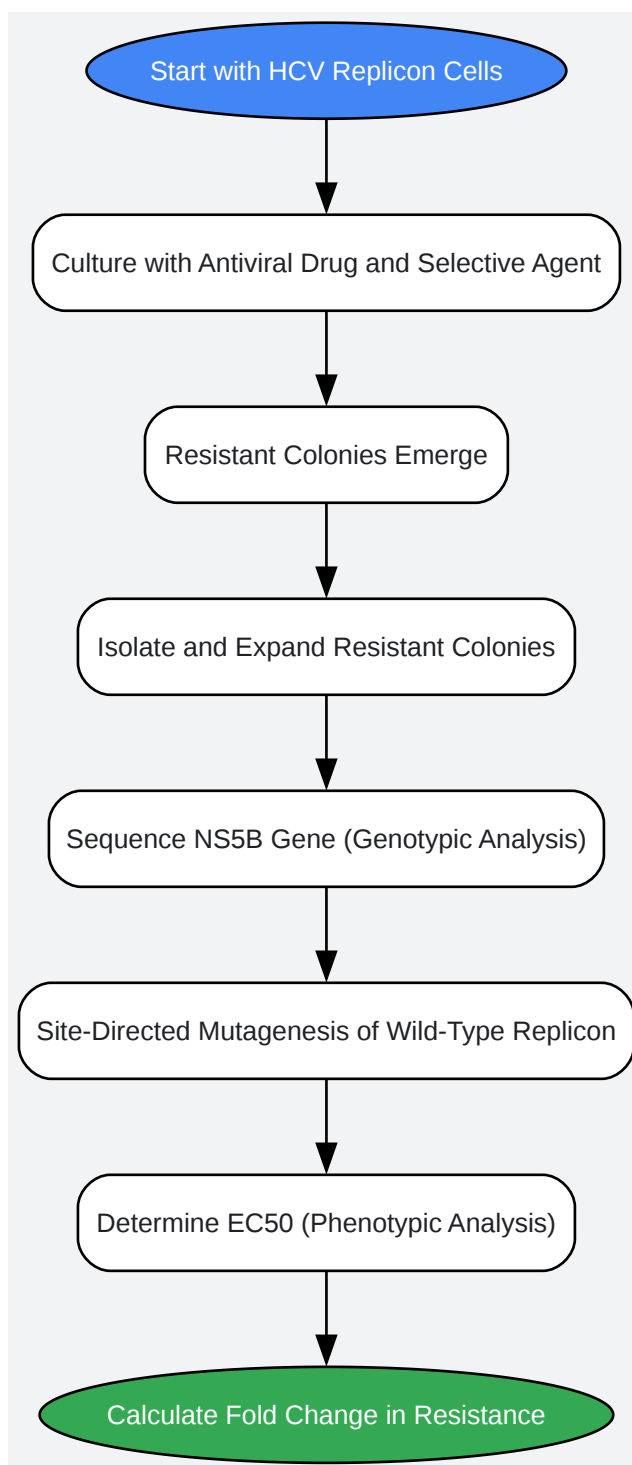 Start with HCV Replicon Cells
Culture with Antiviral Drug and Selective Agent
Resistant Colonies Emerge
Isolate and Expand Resistant Colonies
Sequence NS5B Gene (Genotypic Analysis)
Site-Directed Mutagenesis of Wild-Type Replicon
Determine EC50 (Phenotypic Analysis)
Calculate Fold Change in Resistance